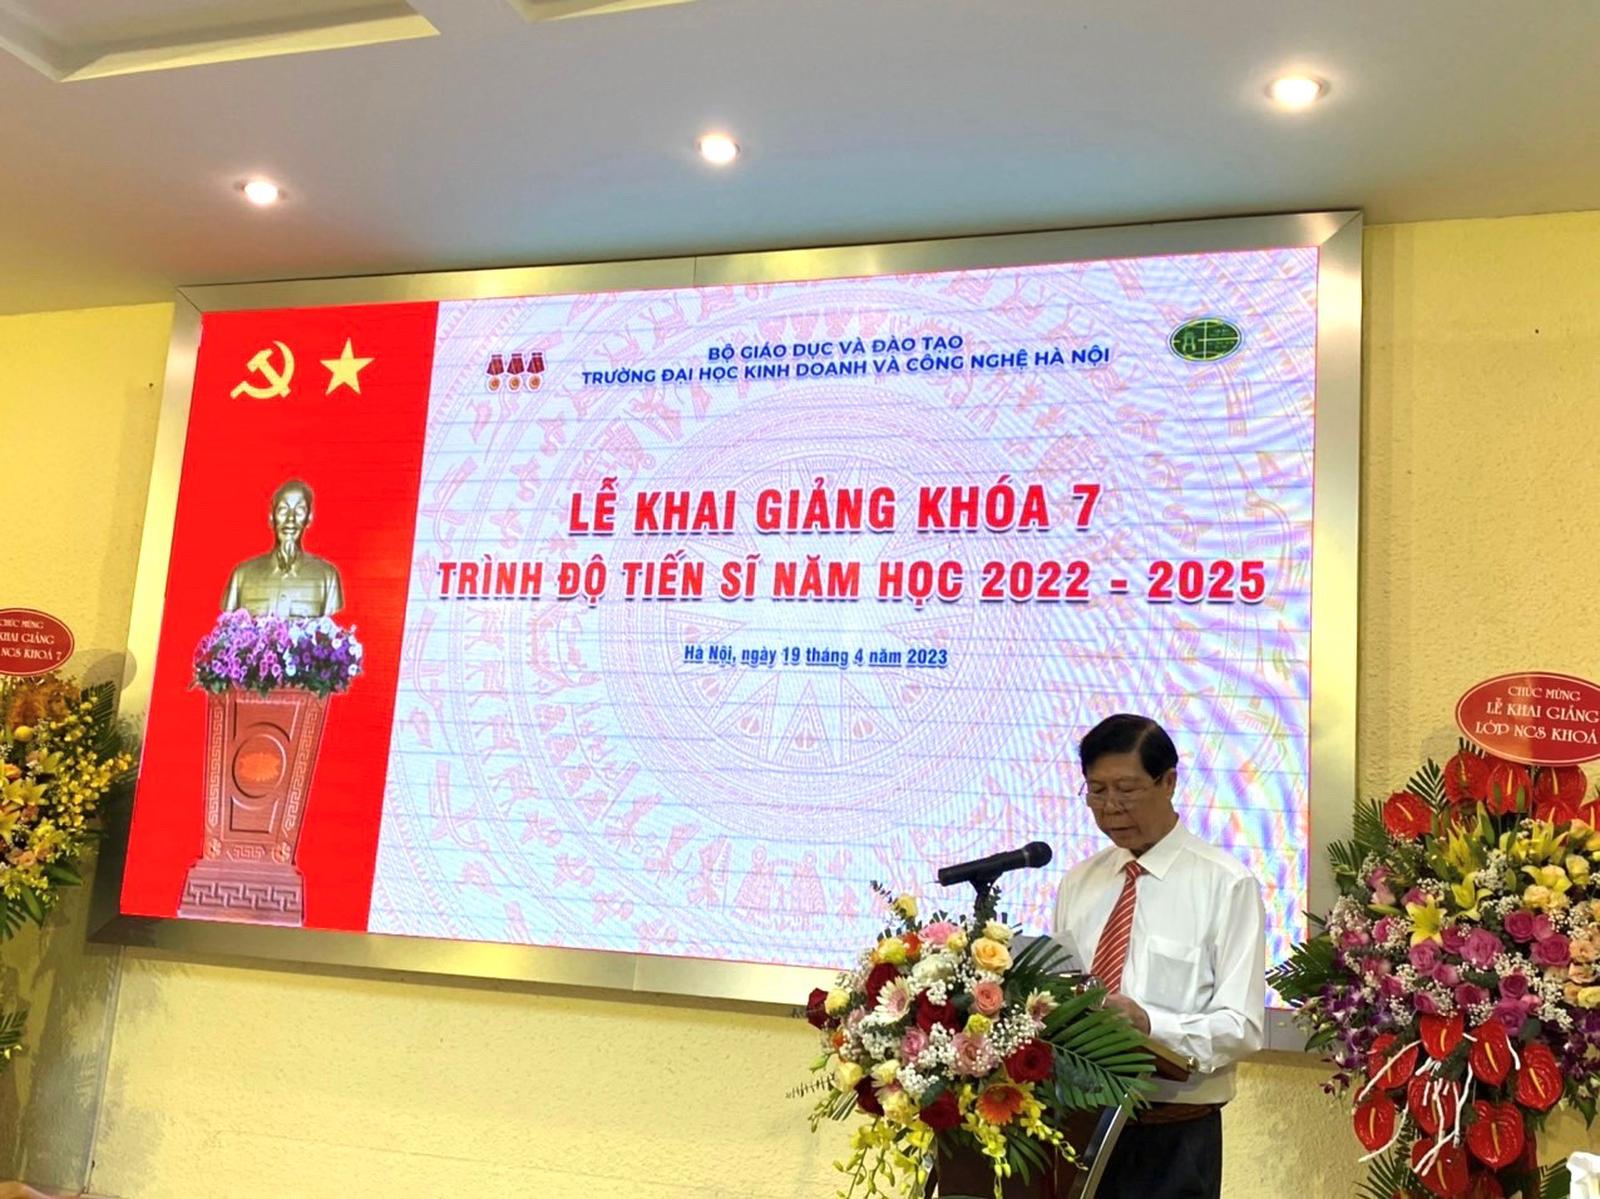 BỘ GIÁO DỤC VÀ ĐÀO TẠO
TRƯỜNG ĐẠI HỌC KINH DOANH VÀ CÔNG NGHỆ HÀ NỘI
LỄ KHAI GIẢNG KHÓA 7
TRÌNH ĐỘ TIẾN SĨ NĂM HỌC 2022 - 2025
Hà Nội, ngày 19 tháng 4 năm 2023
CHÚC MỪNG
KHAI GIẢNG
NCS KHOÁ 7
CHÚC MỪNG
LỄ KHAI GIẢNG
LỚP NCS KHOÁ